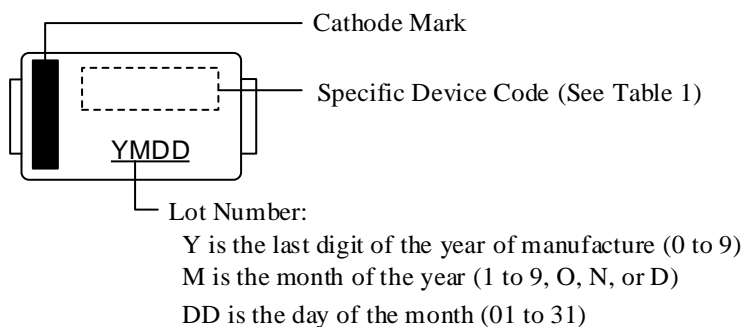 Cathode Mark
Specific Device Code (See Table 1)
YMDD
Lot Number:
Y is the last digit of the year of manufacture (0 to 9)
M is the month of the year (1 to 9, O, N, or D)
DD is the day of the month (01 to 31)